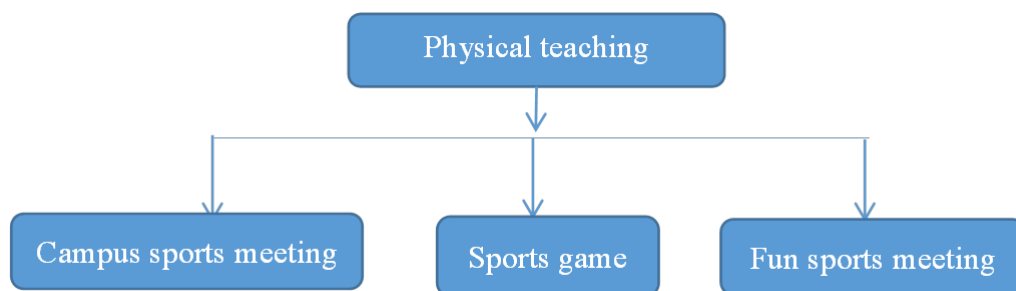 Physical teaching
Campus sports meeting
Sports game
Fun sports meeting